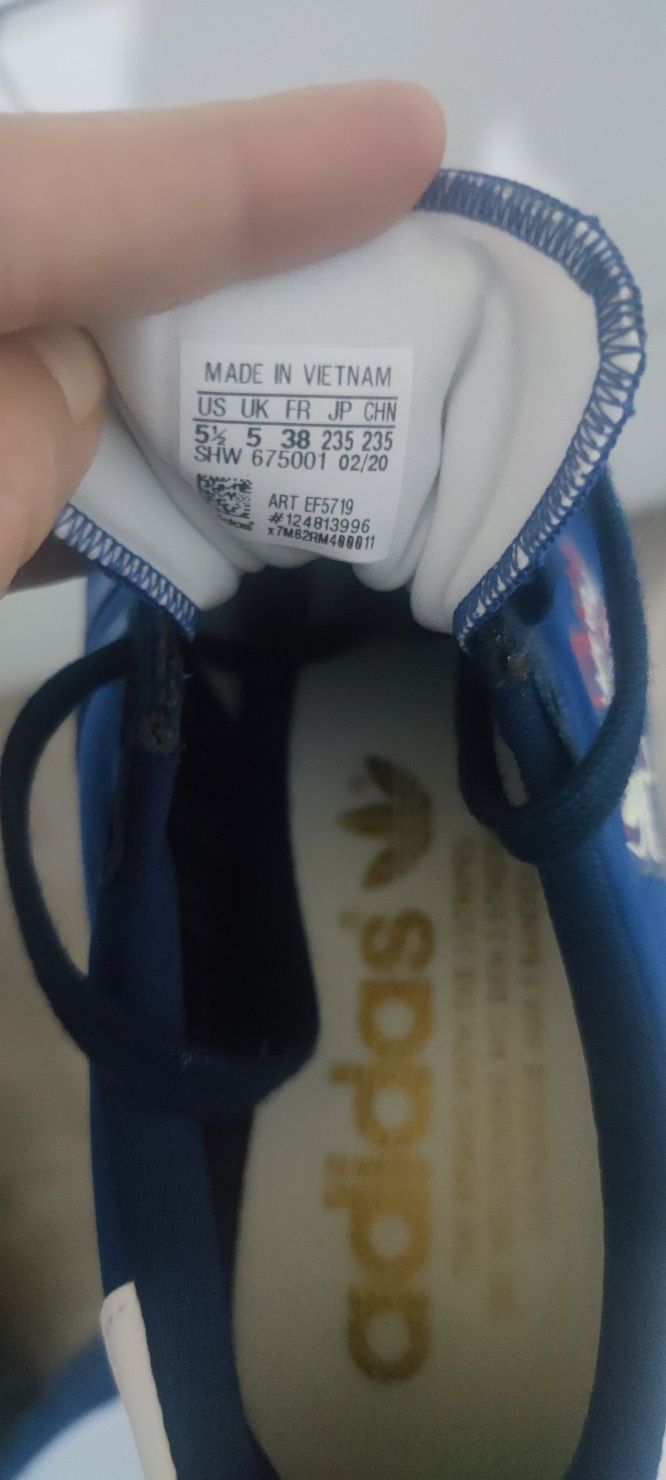 MADE IN VIETNAM
US UK FR JP CHN
5½ 5 38 235 235
SHW 675001 02/20
ART EF5719
#124813996
x7M62RM400011
adidas